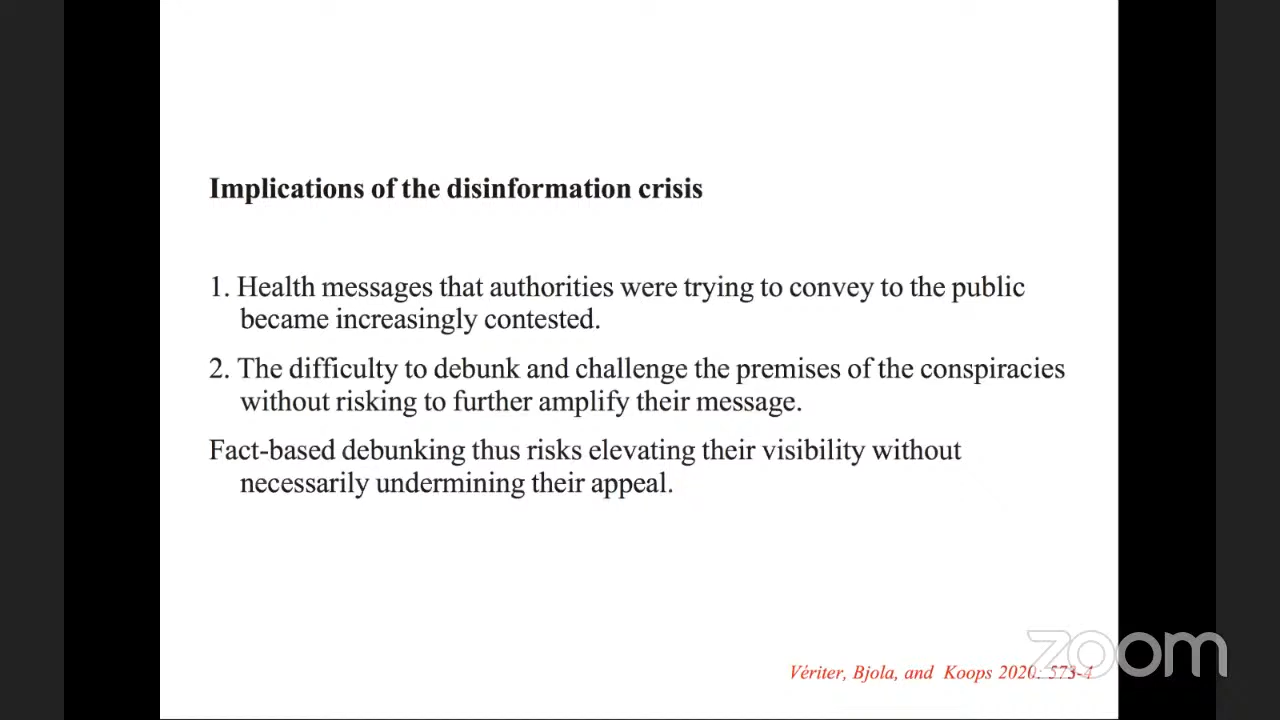 Implications of the disinformation crisis
1. Health messages that authorities were trying to convey to the public
became increasingly contested.
2. The difficulty to debunk and challenge the premises of the conspiracies
without risking to further amplify their message.
Fact-based debunking thus risks elevating their visibility without
necessarily undermining their appeal.
Vériter, Bjola, and Koops 2020: 573-4
zoom